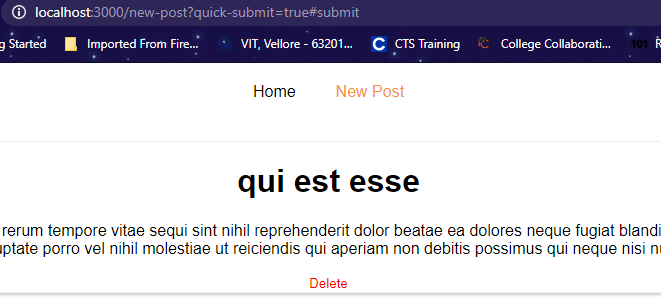 localhost:3000/new-post?quick-submit=true#submit
g Started Imported From Fire... VIT, Vellore - 63201... CTS Training College Collaborati... 101 R
Home New Post
qui est esse
rerum tempore vitae sequi sint nihil reprehenderit dolor beatae ea dolores neque fugiat blandi
uptate porro vel nihil molestiae ut reiciendis qui aperiam non debitis possimus qui neque nisi nu
Delete